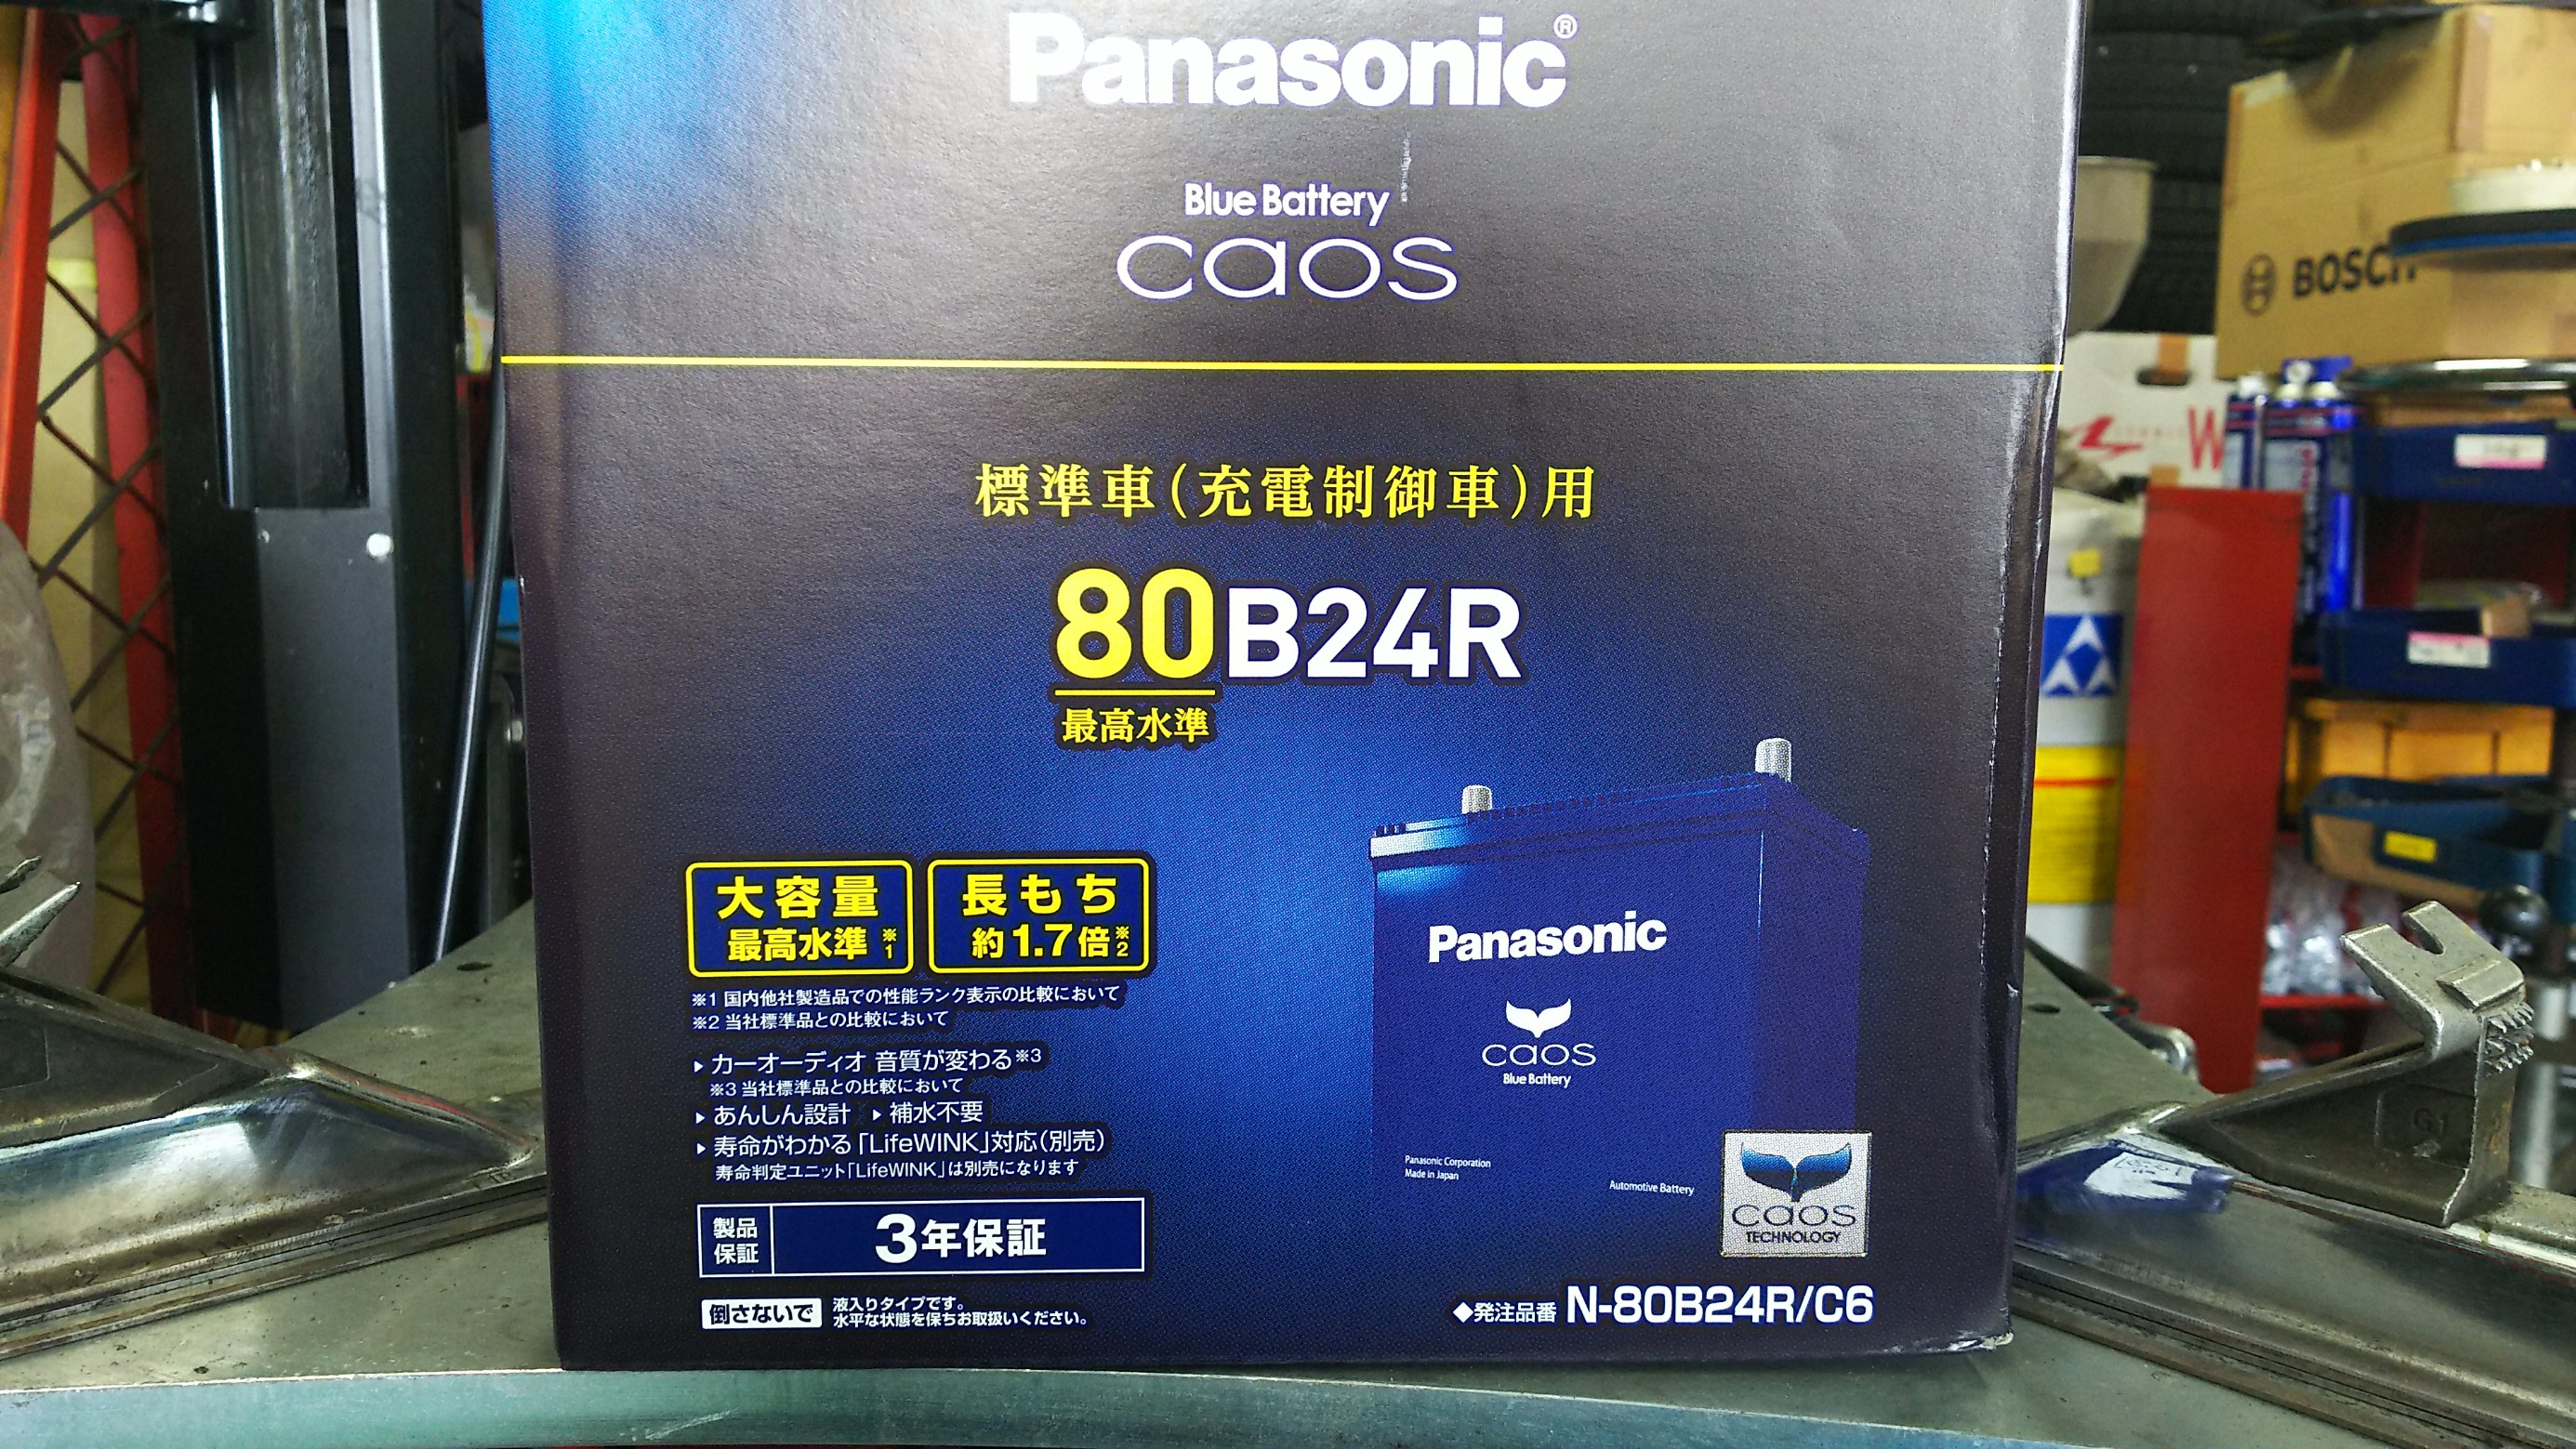 Panasonic®
Blue Battery
caos
標準車(充電制御車)用
80B24R
最高水準
大容量
最高水準 ※1
長もち
約1.7倍※2
※1 国内他社製造品での性能ランク表示の比較において
※2 当社標準品との比較において
▶カーオーディオ 音質が変わる※3
※3 当社標準品との比較において
▶あんしん設計 ▶補水不要
▶寿命がわかる「LifeWINK」対応(別売)
寿命判定ユニット「LifeWINK」は別売になります
製品保証 3年保証
倒さないで 液入りタイプです。
水平な状態を保ちお取扱いください。
Panasonic
caos
Blue Battery
Panasonic Corporation
Made in Japan
Automotive Battery
caos
TECHNOLOGY
◆発注品番 N-80B24R/C6
BOSCH
W
G1